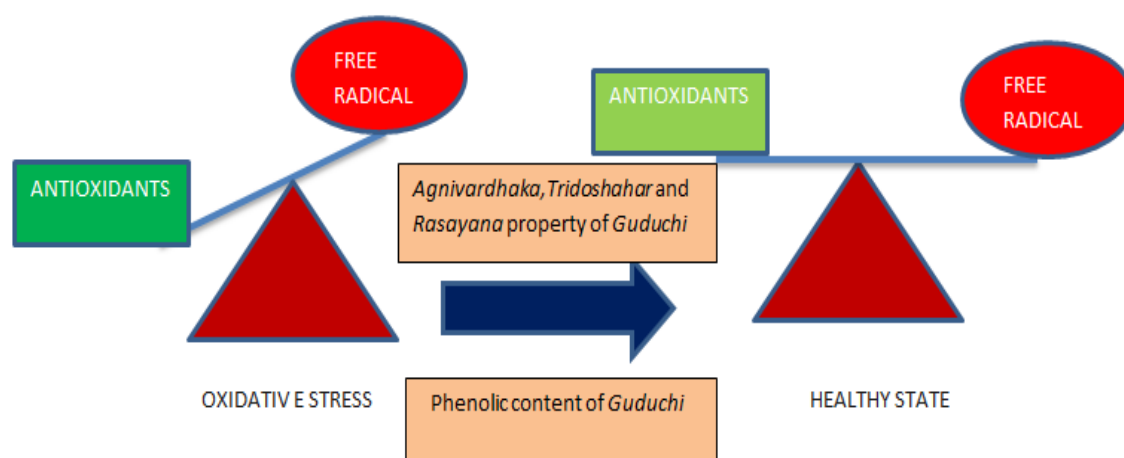 FREE
RADICAL
ANTIOXIDANTS
OXIDATIV E STRESS
Agnivardhaka, Tridoshahar and
Rasayana property of Guduchi
Phenolic content of Guduchi
ANTIOXIDANTS
FREE
RADICAL
HEALTHY STATE